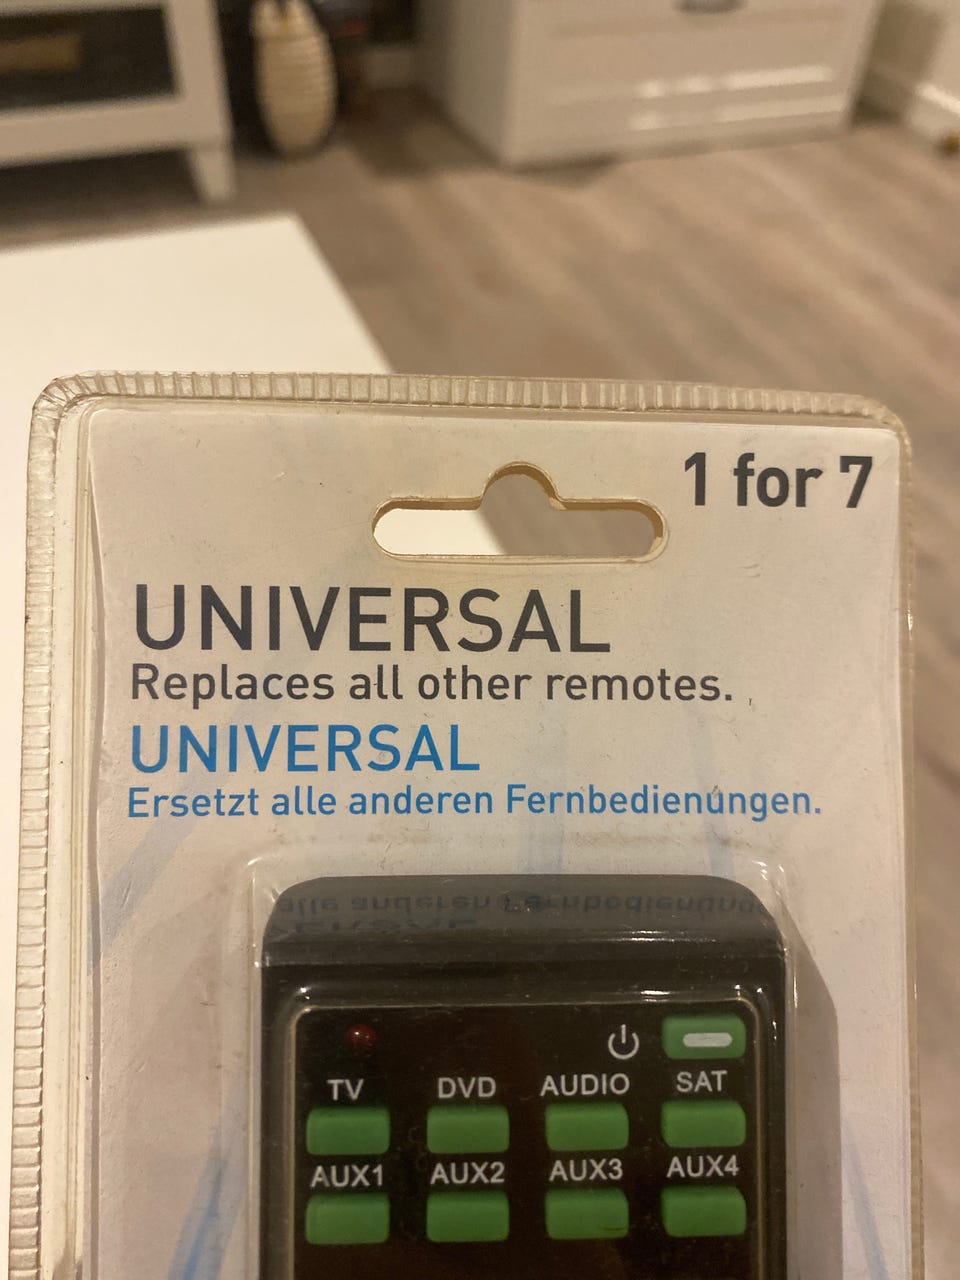 1 for 7
UNIVERSAL
Replaces all other remotes.
UNIVERSAL
Ersetzt alle anderen Fernbedienungen.
TV DVD AUDIO SAT
AUX1 AUX2 AUX3 AUX4